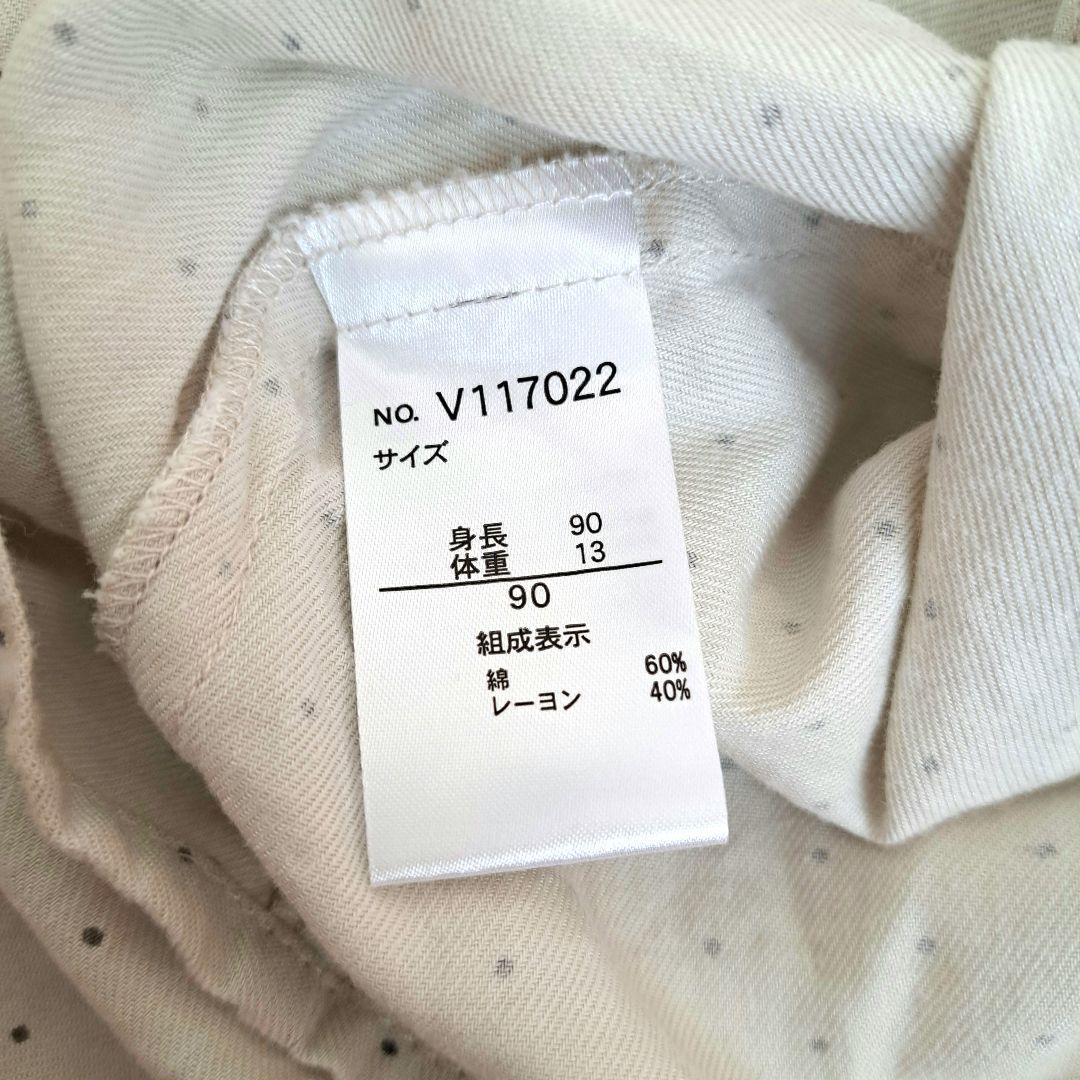 NO. V117022
サイズ
身長 90
体重 13
90
組成表示
綿 60%
レーヨン 40%